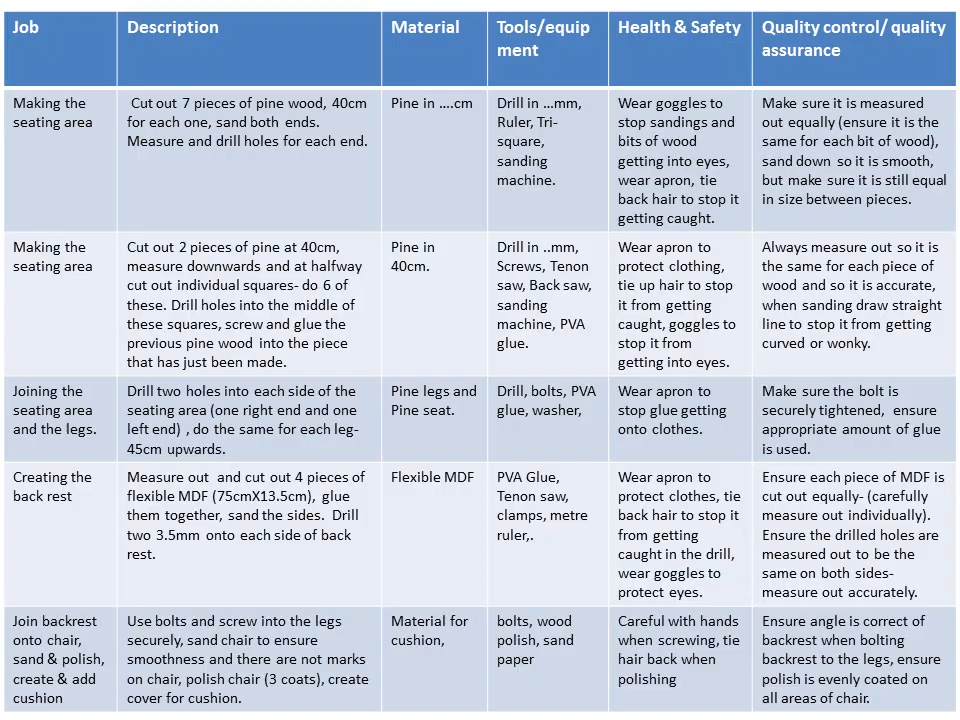 Job
Description
Material
Tools/equip
ment
Health & Safety
Quality control/ quality
assurance
Making the
seating area
Cut out 7 pieces of pine wood, 40cm
for each one, sand both ends.
Measure and drill holes for each end.
Pine in ....cm
Drill in ...mm,
Ruler, Tri-
square,
sanding
machine.
Wear goggles to
stop sandings and
bits of wood
getting into eyes,
wear apron, tie
back hair to stop it
getting caught.
Make sure it is measured
out equally (ensure it is the
same for each bit of wood),
sand down so it is smooth,
but make sure it is still equal
in size between pieces.
Making the
seating area
Cut out 2 pieces of pine at 40cm,
measure downwards and at halfway
cut out individual squares- do 6 of
these. Drill holes into the middle of
these squares, screw and glue the
previous pine wood into the piece
that has just been made.
Pine in
40cm.
Drill in ..mm,
Screws, Tenon
saw, Back saw,
sanding
machine, PVA
glue.
Wear apron to
protect clothing,
tie up hair to stop
it from getting
caught, goggles to
stop it from
getting into eyes.
Always measure out so it is
the same for each piece of
wood and so it is accurate,
when sanding draw straight
line to stop it from getting
curved or wonky.
Joining the
seating area
and the legs.
Drill two holes into each side of the
seating area (one right end and one
left end) , do the same for each leg-
45cm upwards.
Pine legs and
Pine seat.
Drill, bolts, PVA
glue, washer,
Wear apron to
stop glue getting
onto clothes.
Make sure the bolt is
securely tightened, ensure
appropriate amount of glue
is used.
Creating the
back rest
Measure out and cut out 4 pieces of
flexible MDF (75cmX13.5cm), glue
them together, sand the sides. Drill
two 3.5mm onto each side of back
rest.
Flexible MDF
PVA Glue,
Tenon saw,
clamps, metre
ruler,.
Wear apron to
protect clothes, tie
back hair to stop it
from getting
caught in the drill,
wear goggles to
protect eyes.
Ensure each piece of MDF is
cut out equally- (carefully
measure out individually).
Ensure the drilled holes are
measured out to be the
same on both sides-
measure out accurately.
Join backrest
onto chair,
sand & polish,
create & add
cushion
Use bolts and screw into the legs
securely, sand chair to ensure
smoothness and there are not marks
on chair, polish chair (3 coats), create
cover for cushion.
Material for
cushion,
bolts, wood
polish, sand
paper
Careful with hands
when screwing, tie
hair back when
polishing
Ensure angle is correct of
backrest when bolting
backrest to the legs, ensure
polish is evenly coated on
all areas of chair.